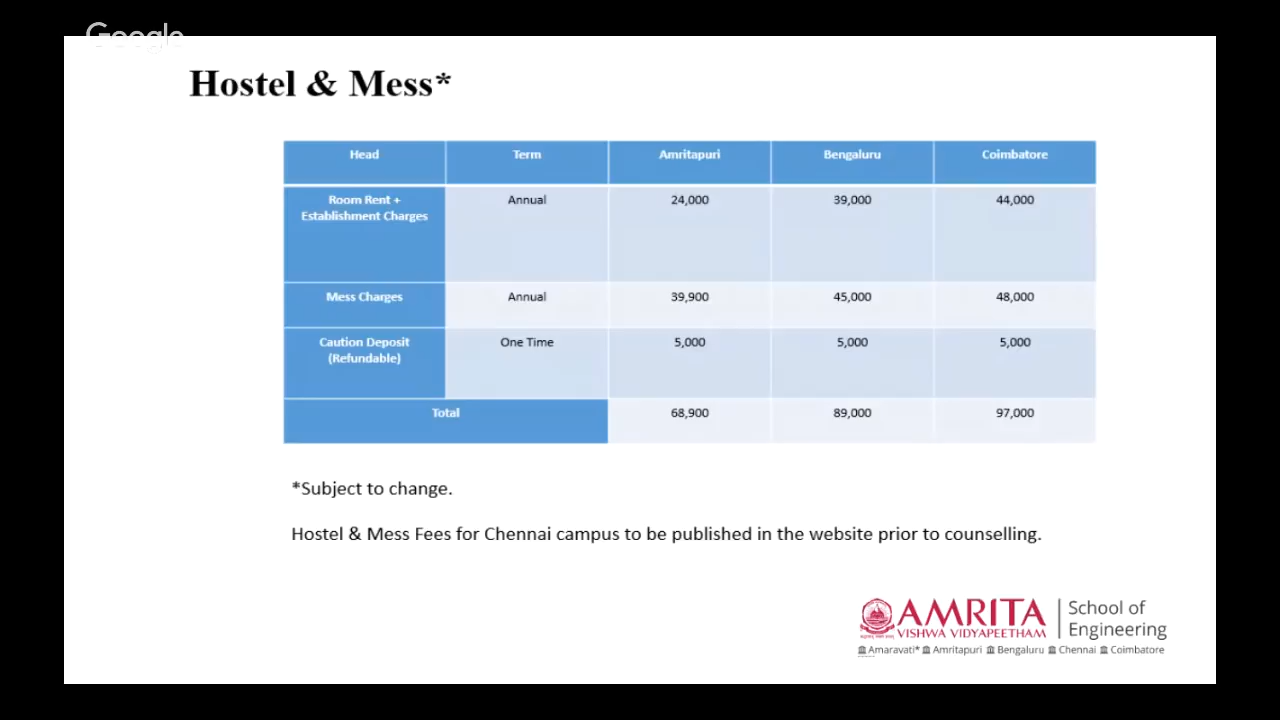 Google
Hostel & Mess*
Head Term Amritapuri Bengaluru Coimbatore
Room Rent + Annual 24,000 39,000 44,000
Establishment Charges
Mess Charges Annual 39,900 45,000 48,000
Caution Deposit One Time 5,000 5,000 5,000
(Refundable)
Total 68,900 89,000 97,000
*Subject to change.
Hostel & Mess Fees for Chennai campus to be published in the website prior to counselling.
AMRITA School of
VISHWA VIDYAPEETHAM Engineering
Amaravati* Amritapuri Bengaluru Chennai Coimbatore